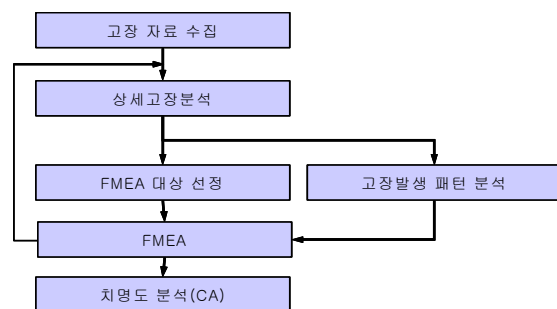 고장 자료 수집
상세고장분석
FMEA 대상 선정
고장발생 패턴 분석
FMEA
치명도 분석(CA)